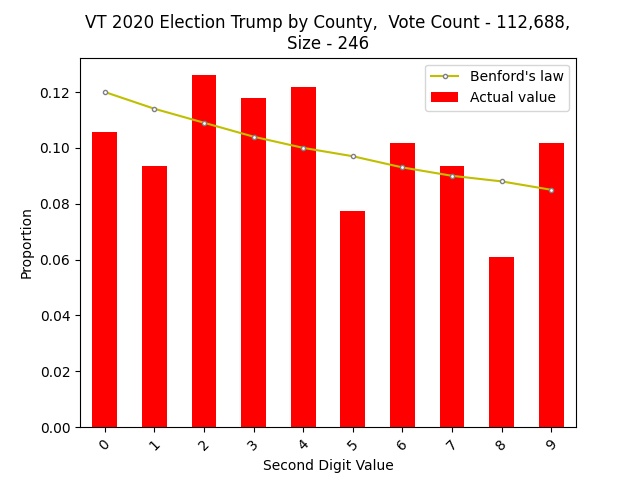 VT 2020 Election Trump by County,  Vote Count - 112,688,
Size - 246
Benford's law
Actual value
0.12
0.10
0.08
0.06
0.04
0.02
0.00
Proportion
0
1
2
3
4
5
6
7
8
9
Second Digit Value